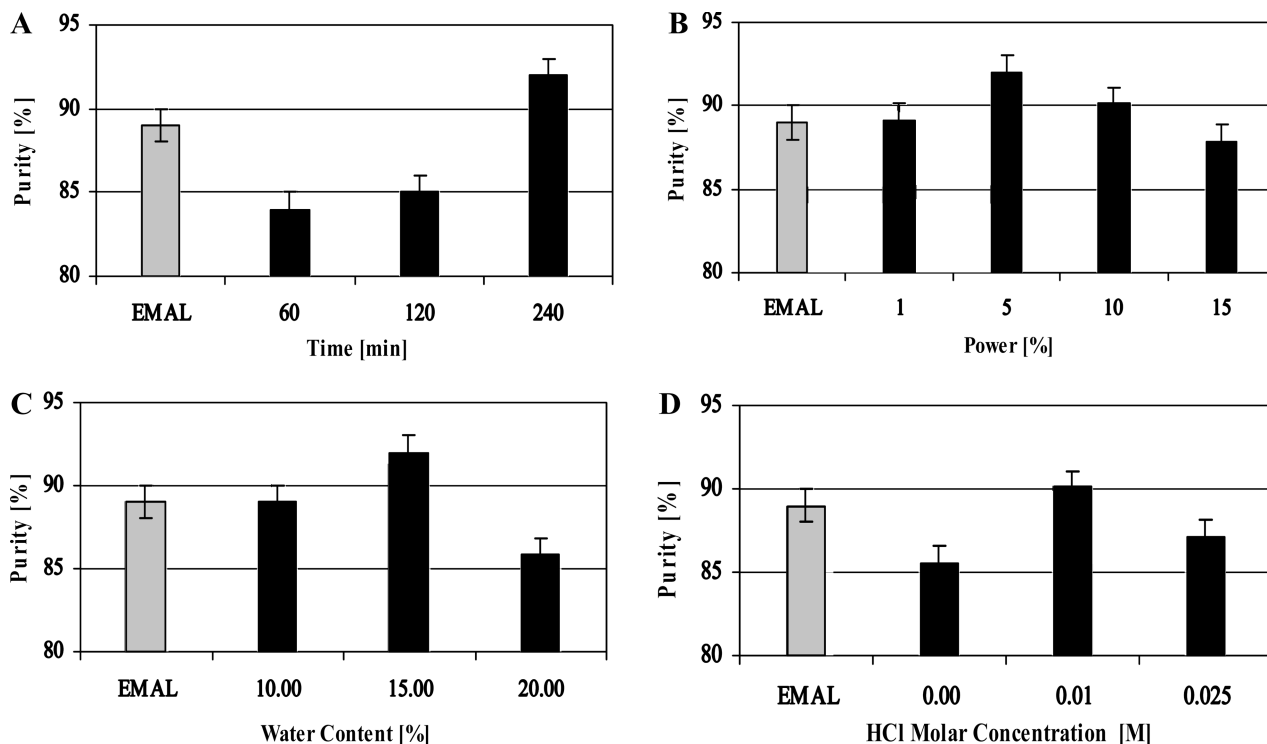 A
95
90
85
80
Purity [%]
EMAL 60 120 240
Time [min]
B
95
90
85
80
Purity [%]
EMAL 1 5 10 15
Power [%]
C
95
90
85
80
Purity [%]
EMAL 10.00 15.00 20.00
Water Content [%]
D
95
90
85
80
Purity [%]
EMAL 0.00 0.01 0.025
HCl Molar Concentration [M]